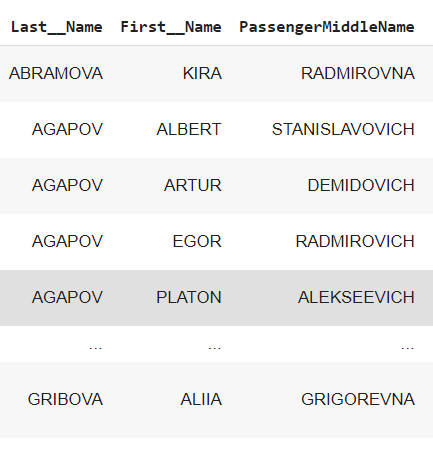 Last__Name First__Name PassengerMiddleName
ABRAMOVA KIRA RADMIROVNA
AGAPOV ALBERT STANISLAVOVICH
AGAPOV ARTUR DEMIDOVICH
AGAPOV EGOR RADMIROVICH
AGAPOV PLATON ALEKSEEVICH
... ... ...
GRIBOVA ALIIA GRIGOREVNA